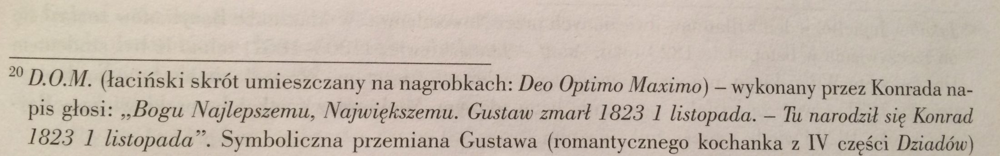 20 D.O.M. (łaciński skrót umieszczany na nagrobkach: Deo Optimo Maximo) – wykonany przez Konrada na-
pis głosi: „Bogu Najlepszemu, Największemu. Gustaw zmarł 1823 1 listopada. – Tu narodził się Konrad
1823 1 listopada”. Symboliczna przemiana Gustawa (romantycznego kochanka z IV części Dziadów)